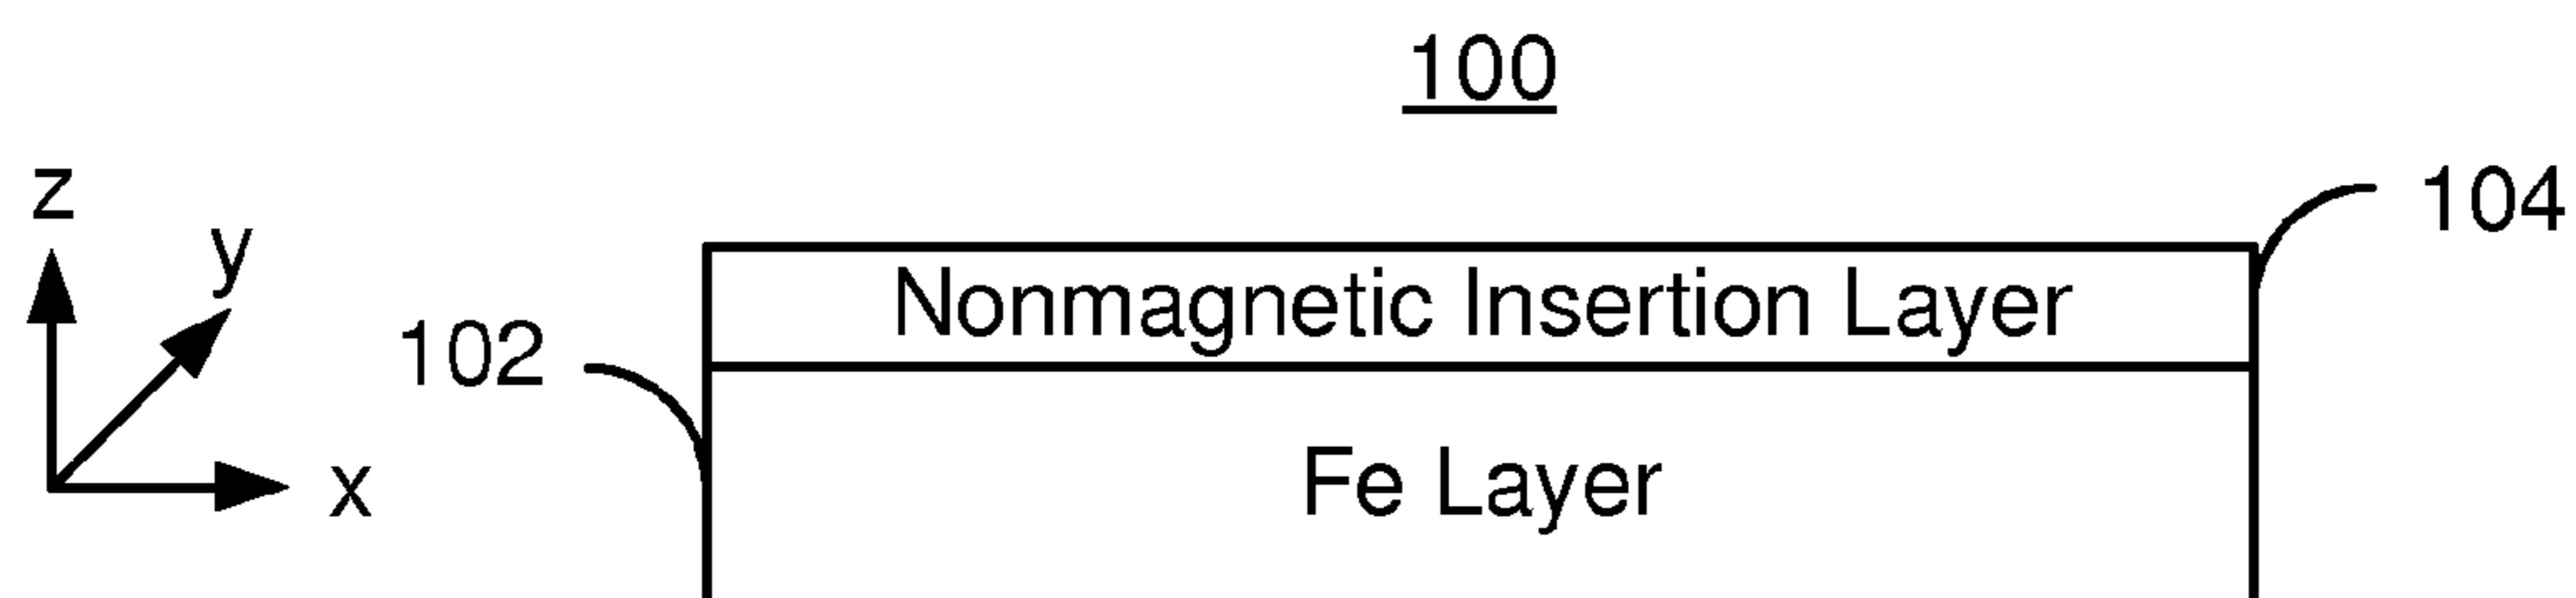 100
z
y
x
102
104
Nonmagnetic Insertion Layer
Fe Layer